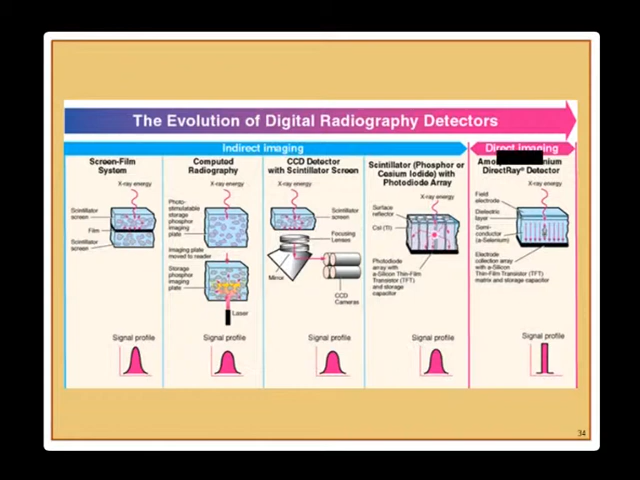 The Evolution of Digital Radiography Detectors
Indirect imaging
Direct imaging
Screen-Film
System
X-ray energy
Scintillator
screen
Film
Scintillator
screen
Signal profile
Computed
Radiography
X-ray energy
Photo-
stimulatable
storage
phosphor
imaging
plate
Imaging plate
moved to reader
Storage
phosphor
imaging
plate
Laser
Signal profile
CCD Detector
with Scintillator Screen
X-ray energy
Scintillator
screen
Focusing
Lenses
Mirror
CCD
Cameras
Signal profile
Scintillator (Phosphor or
Cesium Iodide) with
Photodiode Array
X-ray energy
Surface
reflector
CsI (Tl)
Photodiode
array with
a-Silicon Thin-Film
Transistor (TFT)
and storage
capacitor
Signal profile
DirectRay® Detector
X-ray energy
Field
electrode
Dielectric
layer
Semi-
conductor
(a-Selenium)
Electrode
collection array
with a-Silicon
Thin-Film Transistor (TFT)
matrix and storage capacitor
Signal profile
34